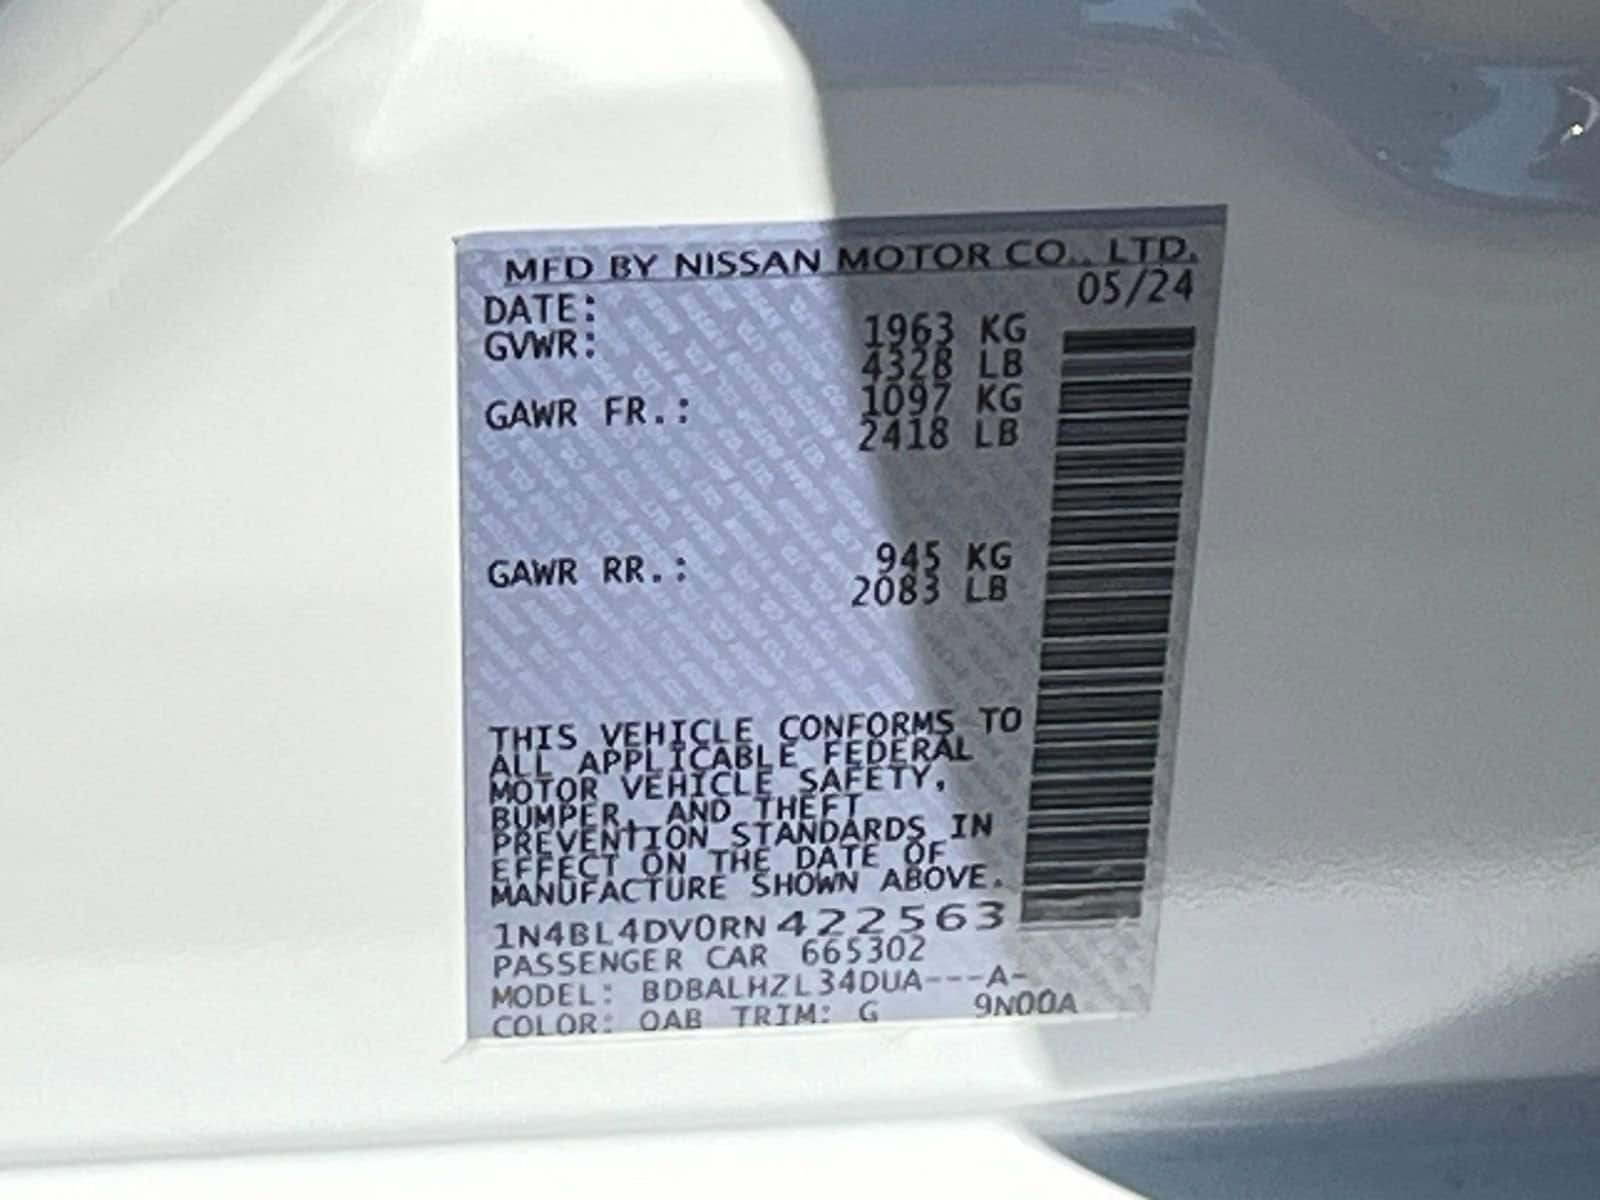 MFD BY NISSAN MOTOR CO., LTD.
DATE: 05/24
GVWR: 1963 KG
4328 LB
GAWR FR.: 1097 KG
2418 LB
GAWR RR.: 945 KG
2083 LB
THIS VEHICLE CONFORMS TO
ALL APPLICABLE FEDERAL
MOTOR VEHICLE SAFETY,
BUMPER, AND THEFT
PREVENTION STANDARDS IN
EFFECT ON THE DATE OF
MANUFACTURE SHOWN ABOVE.
1N4BL4DV0RN422563
PASSENGER CAR 665302
MODEL: BDBALHZL34DUA---A-
COLOR: QAB TRIM: G 9N00A